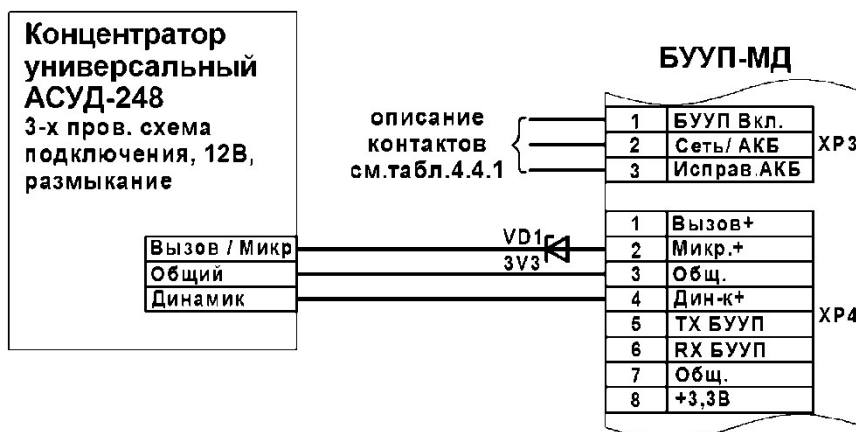 Концентратор
универсальный
АСУД-248
3-х пров. схема
подключения, 12В,
размыкание
Вызов / Микр
Общий
Динамик
описание
контактов
см.табл.4.4.1
VD1
3V3
БУУП-МД
1 БУУП Вкл.
2 Сеть/ АКБ
3 Исправ.АКБ
XP3
1 Вызов+
2 Микр.+
3 Общ.
4 Дин-к+
5 TX БУУП
6 RX БУУП
7 Общ.
8 +3,3В
XP4